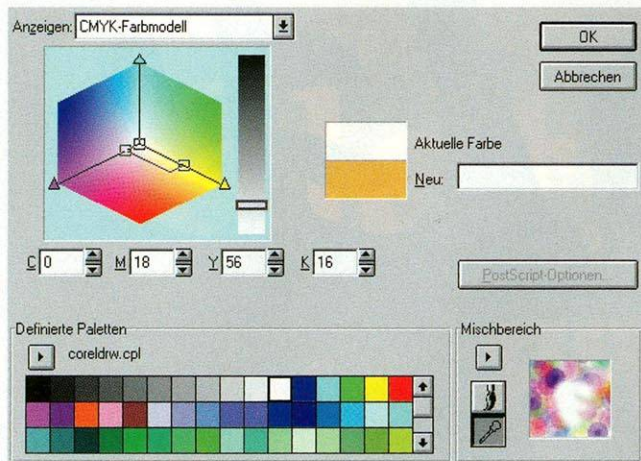 Anzeigen: CMYK-Farbmodell
OK
Abbrechen
Aktuelle Farbe
Neu:
C 0 M 18 Y 56 K 16
PostScript-Optionen...
Definierte Paletten
coreldrw.cpl
Mischbereich